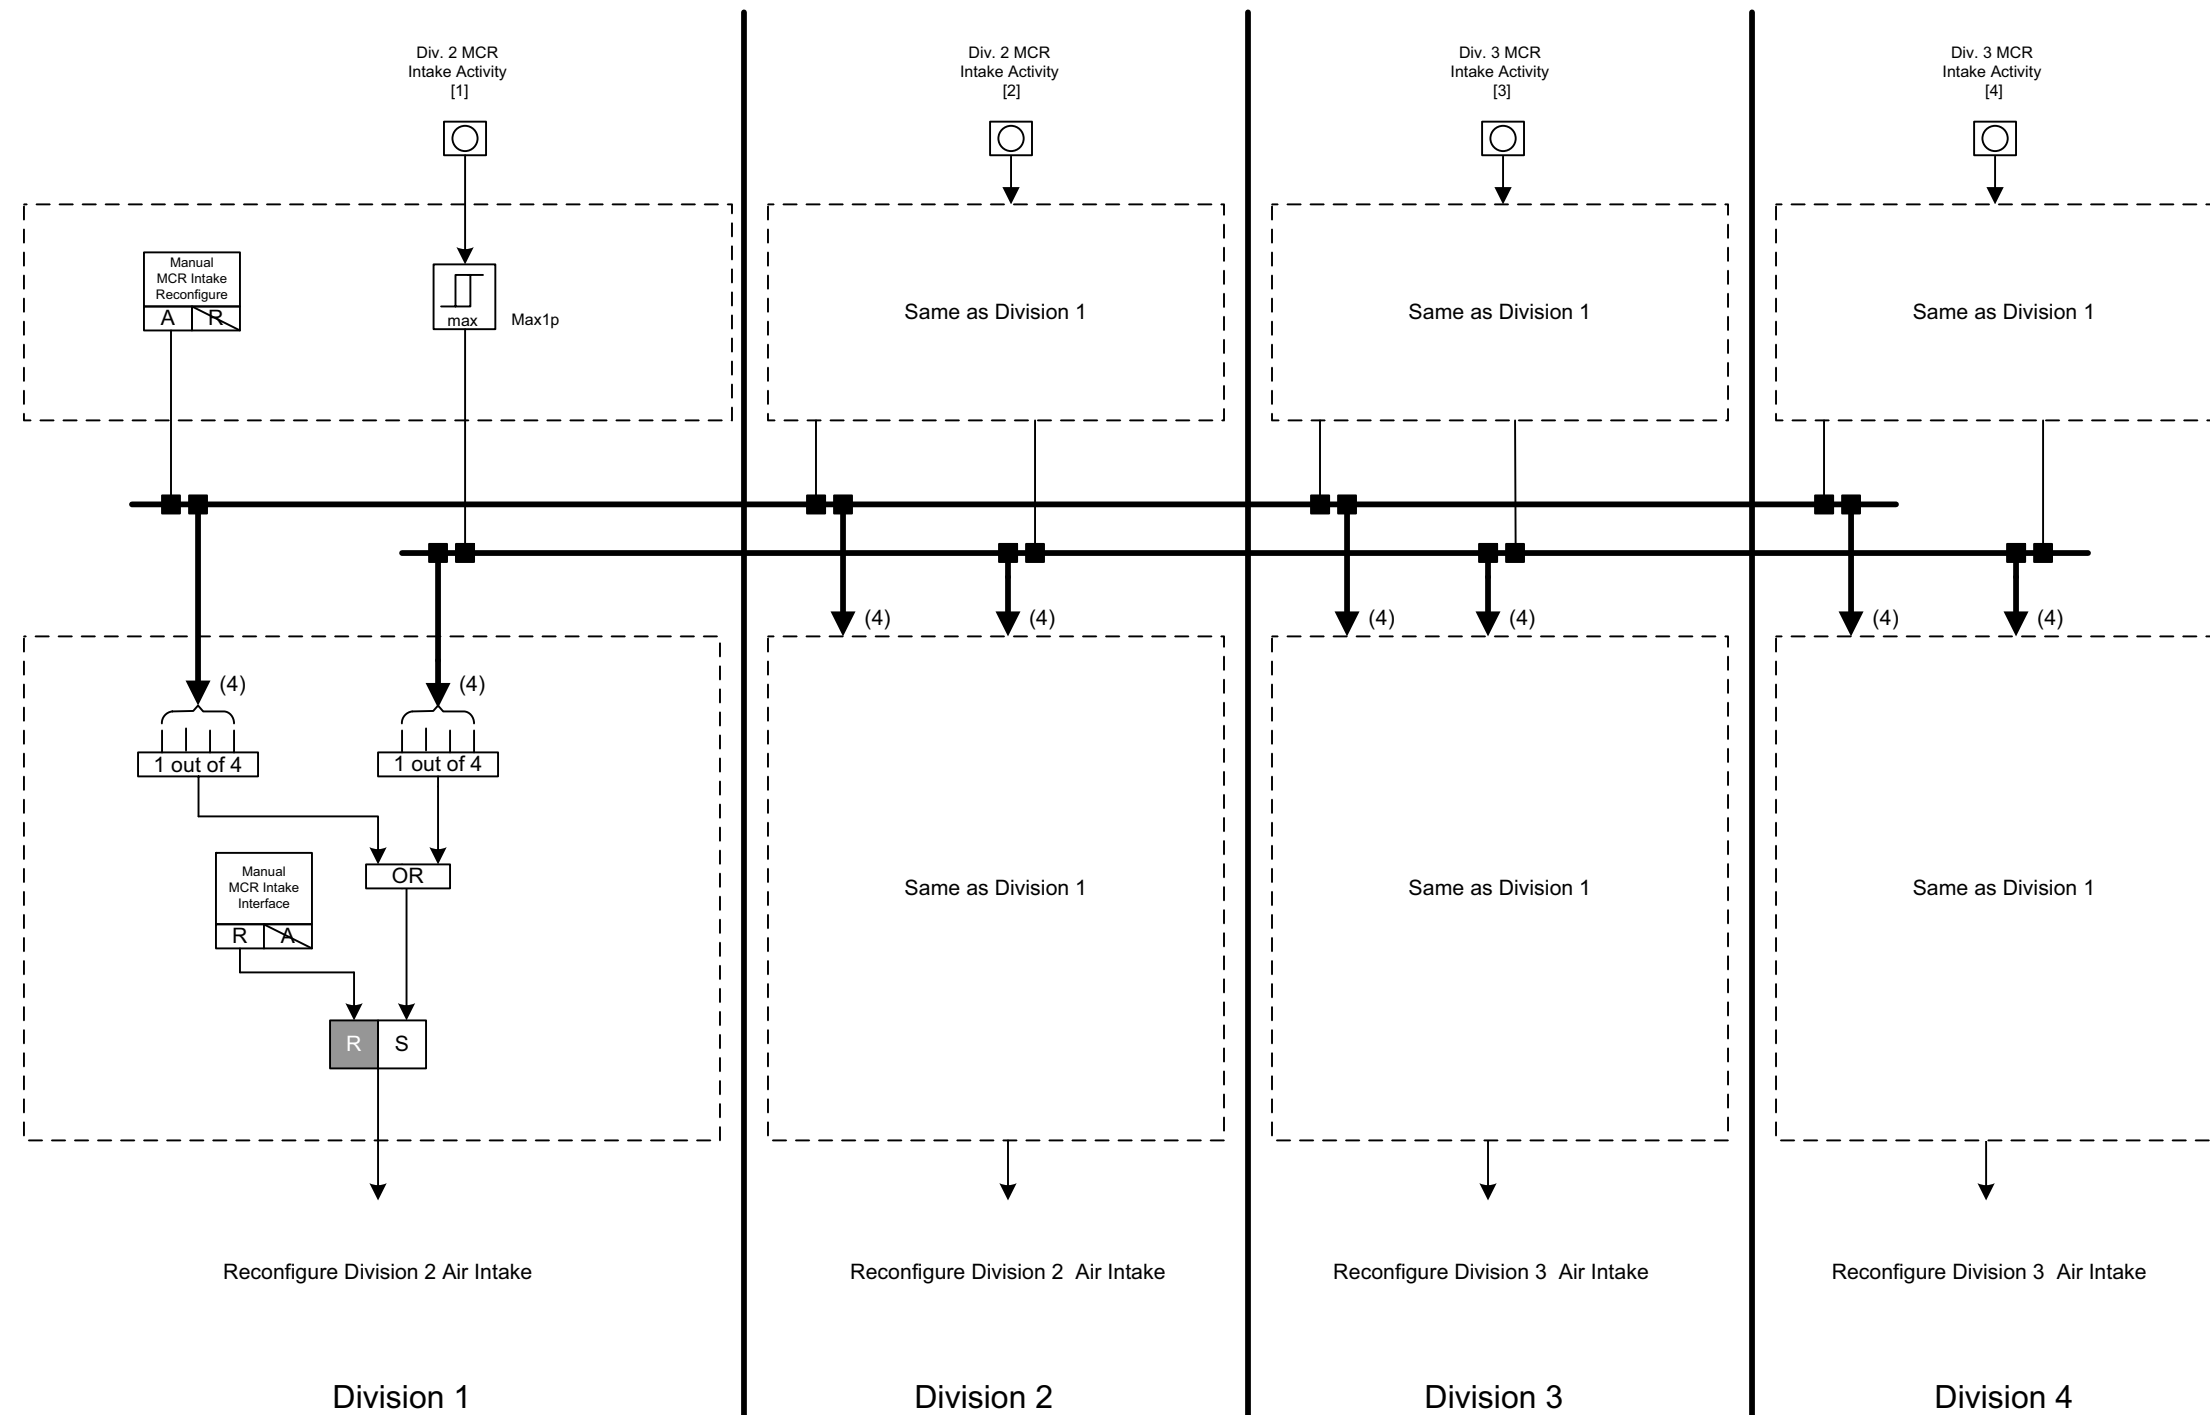 Div. 2 MCR
Intake Activity
[1]
Div. 2 MCR
Intake Activity
[2]
Div. 3 MCR
Intake Activity
[3]
Div. 3 MCR
Intake Activity
[4]
Manual
MCR Intake
Reconfigure
A R
max
Max1p
Same as Division 1
Same as Division 1
Same as Division 1
(4)
(4)
(4)
(4)
(4)
(4)
(4)
(4)
1 out of 4
1 out of 4
OR
Manual
MCR Intake
Interface
R A
R S
Same as Division 1
Same as Division 1
Same as Division 1
Reconfigure Division 2 Air Intake
Reconfigure Division 2 Air Intake
Reconfigure Division 3 Air Intake
Reconfigure Division 3 Air Intake
Division 1
Division 2
Division 3
Division 4